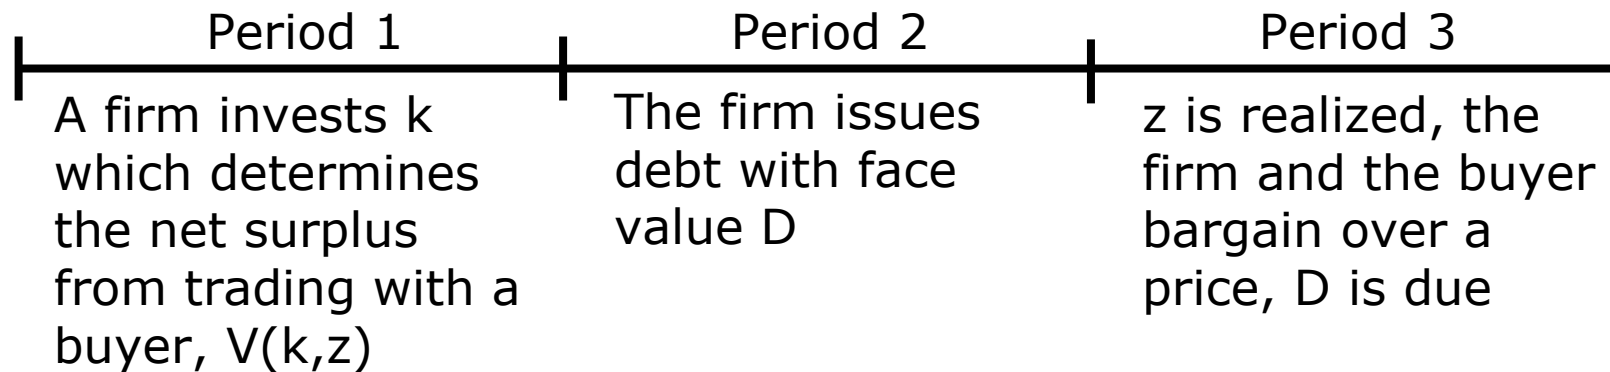 Period 1
Period 2
Period 3
A firm invests k
which determines
the net surplus
from trading with a
buyer, V(k,z)
The firm issues
debt with face
value D
z is realized, the
firm and the buyer
bargain over a
price, D is due